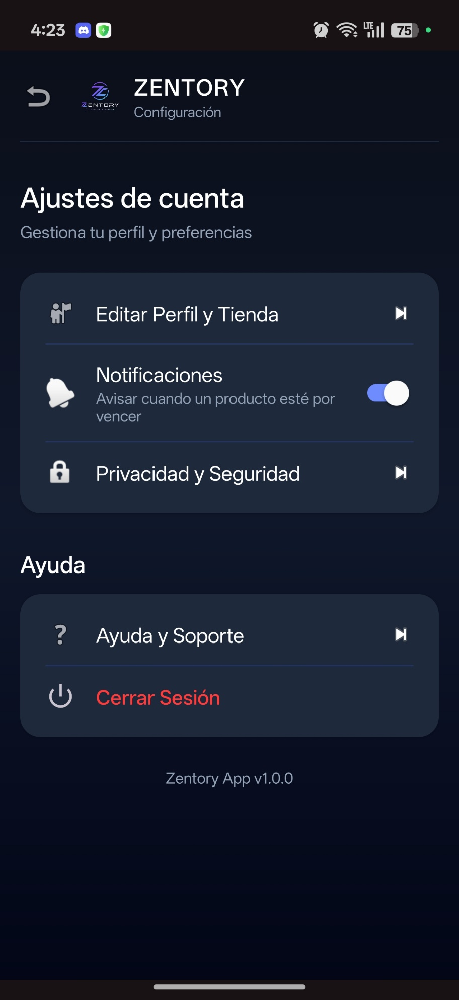 4:23
LTE
75
ZENTORY
ZENTORY
Configuración
Ajustes de cuenta
Gestiona tu perfil y preferencias
Editar Perfil y Tienda
Notificaciones
Avisar cuando un producto esté por
vencer
Privacidad y Seguridad
Ayuda
?
Ayuda y Soporte
Cerrar Sesión
Zentory App v1.0.0